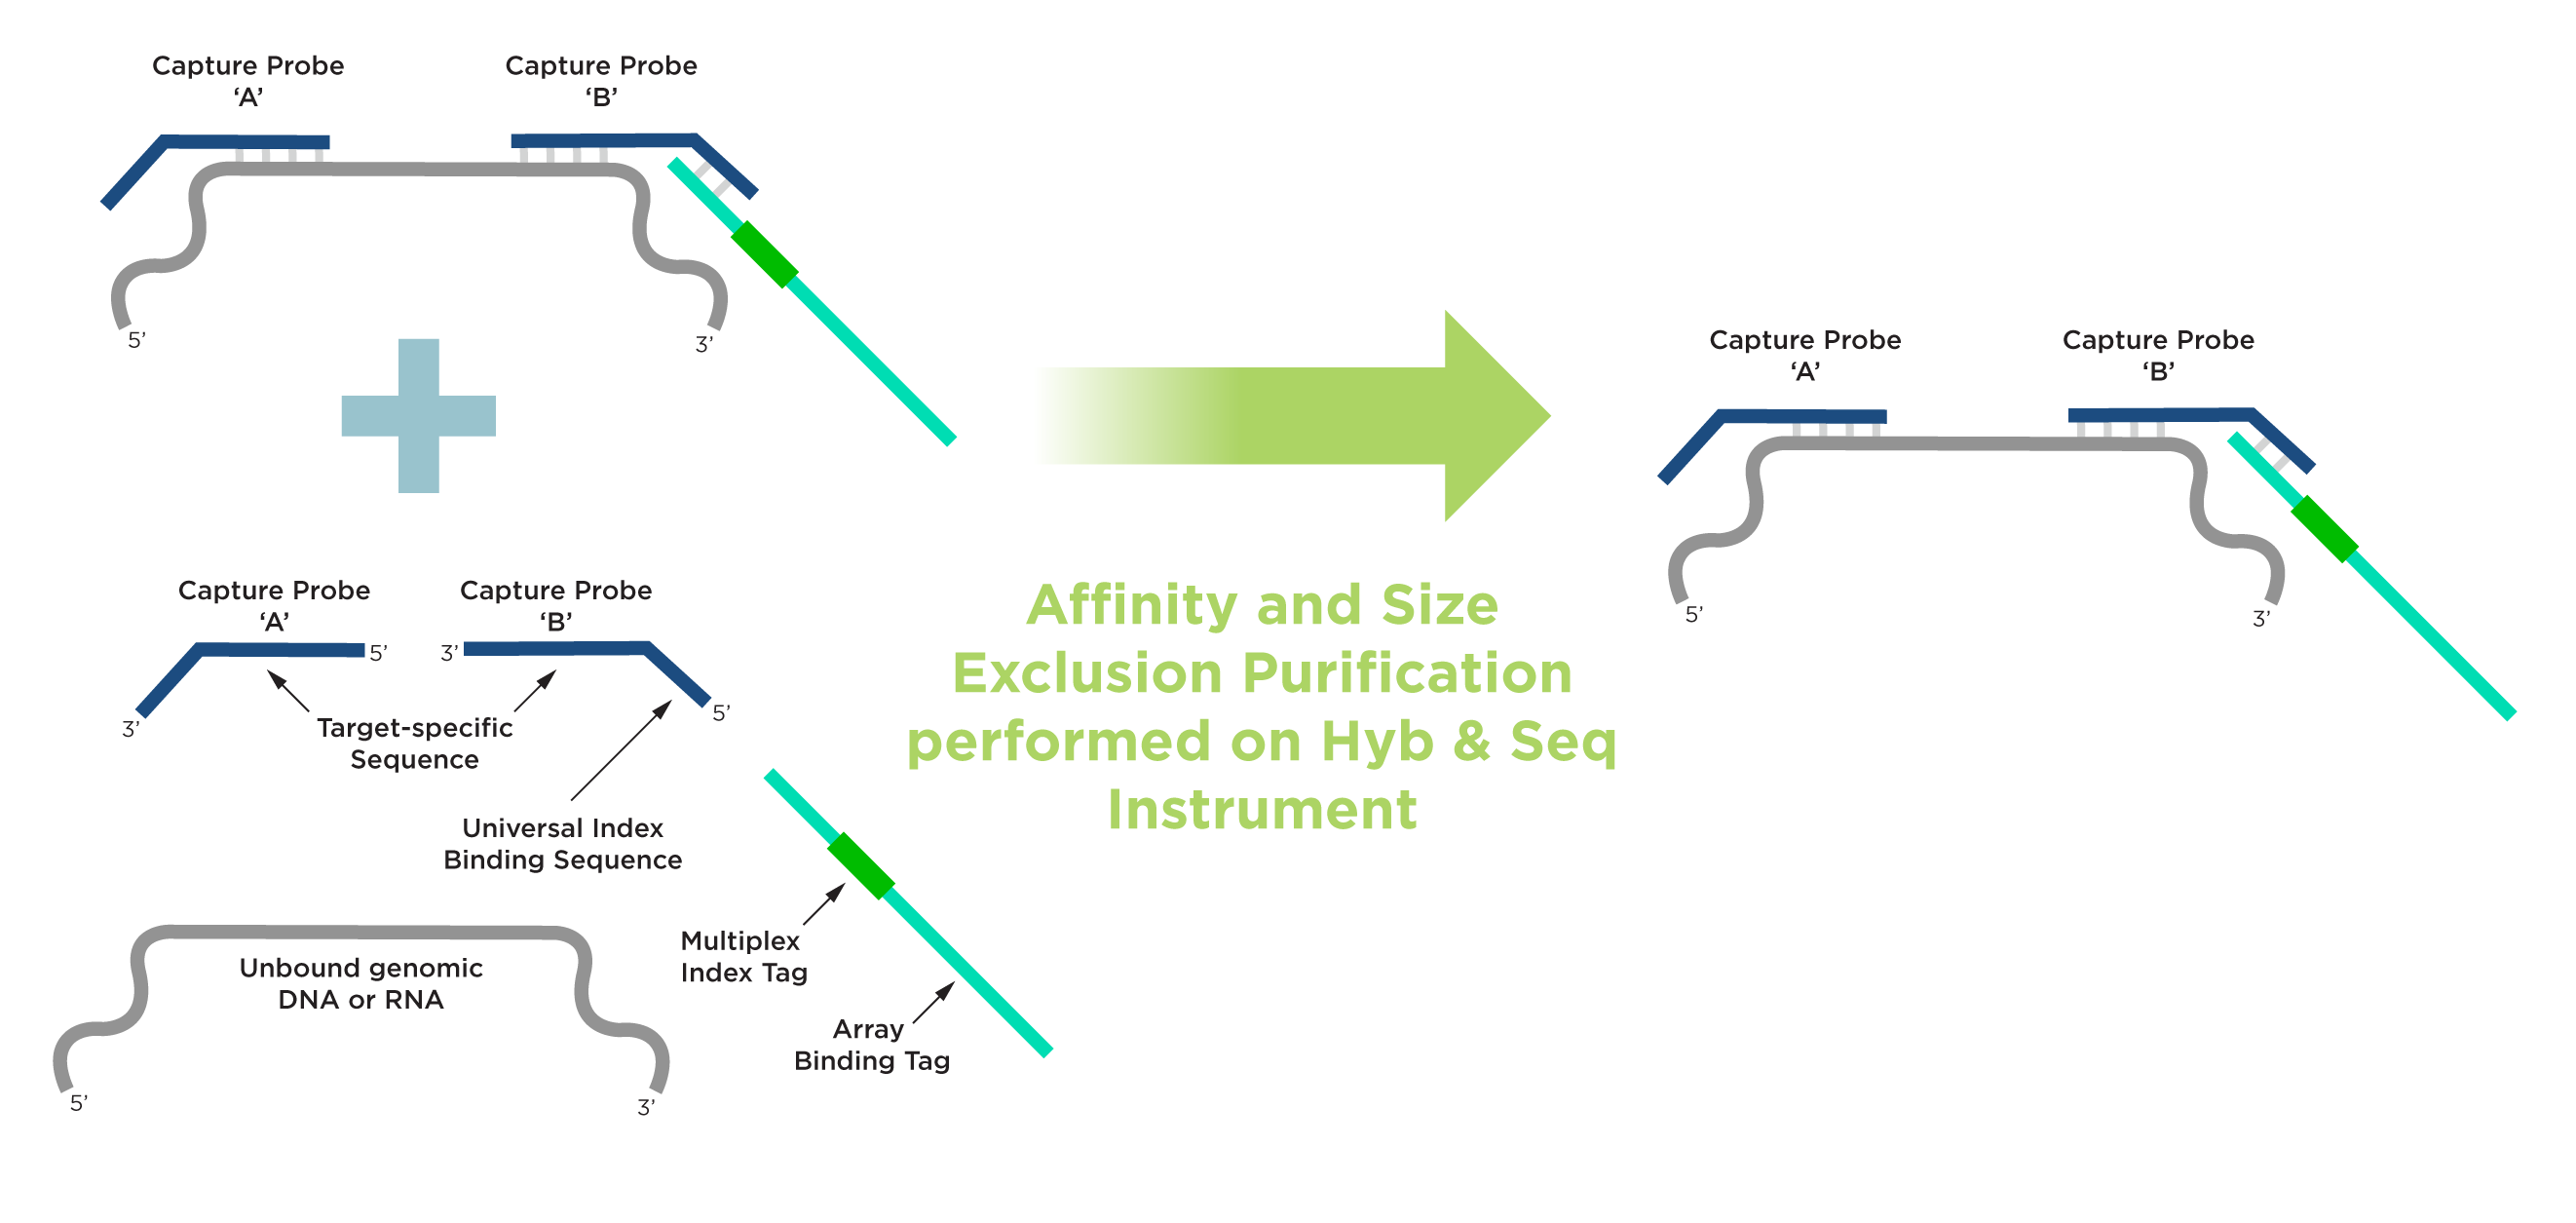 Capture Probe
‘A’
Capture Probe
‘B’
5’
3’
Capture Probe
‘A’
Capture Probe
‘B’
5’
3’
3’
5’
Target-specific
Sequence
Universal Index
Binding Sequence
Unbound genomic
DNA or RNA
5’
3’
Multiplex
Index Tag
Array
Binding Tag
Affinity and Size
Exclusion Purification
performed on Hyb & Seq
Instrument
Capture Probe
‘A’
Capture Probe
‘B’
5’
3’